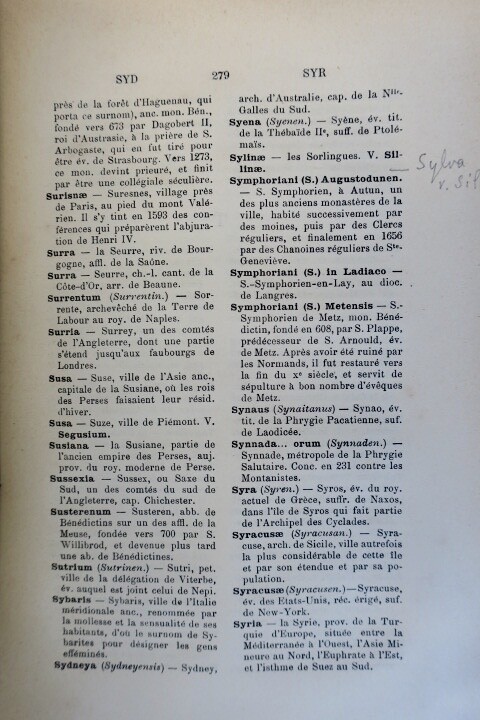 SYD 279 SYR
près de la forêt d'Haguenau, qui
porta ce surnom), anc. mon. Bén.,
fondé vers 673 par Dagobert II,
roi d'Austrasie, à la prière de S.
Arbogaste, qui en fut tiré pour
être év. de Strasbourg. Vers 1273,
ce mon. devint prieuré, et finit
par être une collégiale séculière.
Surisnæ — Suresnes, village près
de Paris, au pied du mont Valé-
rien. Il s'y tint en 1593 des con-
férences qui préparèrent l'abjura-
tion de Henri IV.
Surra — la Seurre, riv. de Bour-
gogne, affl. de la Saône.
Surra — Seurre, ch.-l. cant. de la
Côte-d'Or, arr. de Beaune.
Surrentum (Surrentin.) — Sor-
rente, archevêché de la Terre de
Labour au roy. de Naples.
Surria — Surrey, un des comtés
de l'Angleterre, dont une partie
s'étend jusqu'aux faubourgs de
Londres.
Susa — Suse, ville de l'Asie anc.,
capitale de la Susiane, où les rois
des Perses faisaient leur résid.
d'hiver.
Susa — Suze, ville de Piémont. V.
Segusium.
Susiana — la Susiane, partie de
l'ancien empire des Perses, auj.
prov. du roy. moderne de Perse.
Sussexia — Sussex, ou Saxe du
Sud, un des comtés du sud de
l'Angleterre, cap. Chichester.
Susterenum — Susteren, abb. de
Bénédictins sur un des affl. de la
Meuse, fondée vers 700 par S.
Willibrod, et devenue plus tard
une ab. de Bénédictines.
Sutrium (Sutrinen.) — Sutri, pet.
ville de la délégation de Viterbe,
év. auquel est joint celui de Nepi.
Sybaris — Sybaris, ville de l'Italie
méridionale anc., renommée par
la mollesse et la sensualité de ses
habitants, d'où le surnom de Sy-
barites pour désigner les gens
efféminés.
Sydneya (Sydneyensis) — Sydney,
arch. d'Australie, cap. de la Nlle-
Galles du Sud.
Syena (Syenen.) — Syène, év. tit.
de la Thébaïde IIe, suff. de Ptolé-
maïs.
Sylinæ — les Sorlingues. V. Sil-
linæ.
Symphoriani (S.) Augustodunen.
— S. Symphorien, à Autun, un
des plus anciens monastères de la
ville, habité successivement par
des moines, puis par des Clercs
réguliers, et finalement en 1656
par des Chanoines réguliers de Ste-
Geneviève.
Symphoriani (S.) in Ladiaco —
S.-Symphorien-en-Lay, au dioc.
de Langres.
Symphoriani (S.) Metensis — S.-
Symphorien de Metz, mon. Béné-
dictin, fondé en 608, par S. Plappe,
prédécesseur de S. Arnould, év.
de Metz. Après avoir été ruiné par
les Normands, il fut restauré vers
la fin du xe siècle, et servit de
sépulture à bon nombre d'évêques
de Metz.
Synaus (Synaitanus) — Synao, év.
tit. de la Phrygie Pacatienne, suf.
de Laodicée.
Synnada... orum (Synnaden.) —
Synnade, métropole de la Phrygie
Salutaire. Conc. en 231 contre les
Montanistes.
Syra (Syren.) — Syros, év. du roy.
actuel de Grèce, suffr. de Naxos,
dans l'île de Syros qui fait partie
de l'Archipel des Cyclades.
Syracusæ (Syracusan.) — Syra-
cuse, arch. de Sicile, ville autrefois
la plus considérable de cette île
et par son étendue et par sa po-
pulation.
Syracusæ (Syracusen.) — Syracuse,
év. des Etats-Unis, réc. érigé, suf.
de New-York.
Syria — la Syrie, prov. de la Tur-
quie d'Europe, située entre la
Méditerranée à l'Ouest, l'Asie Mi-
neure au Nord, l'Euphrate à l'Est,
et l'isthme de Suez au Sud.
Sylva
v. Sil